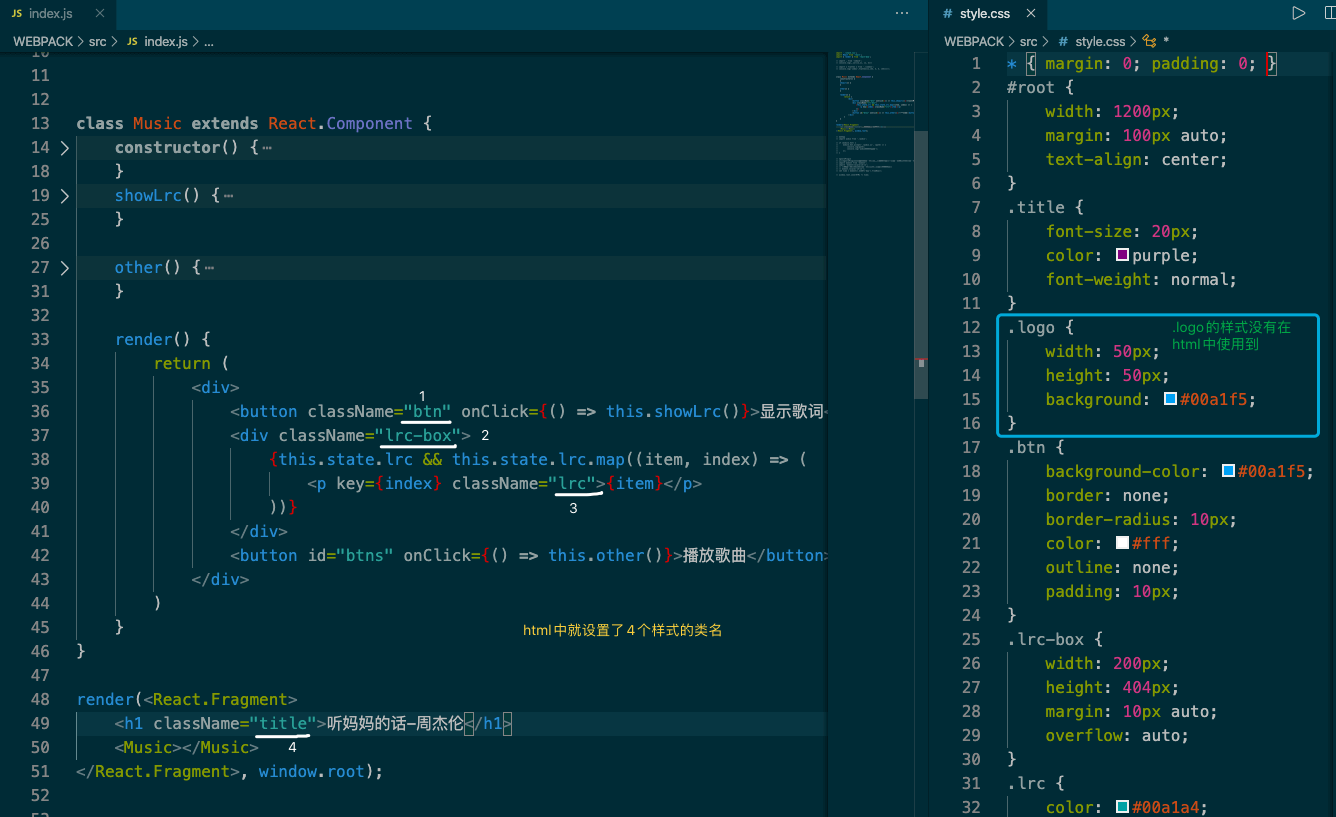 JS index.js ×
WEBPACK > src > JS index.js > ...
10
11
12
13 class Music extends React.Component {
14 constructor() {…
18 }
19 showLrc() {…
25 }
26
27 other() {…
31 }
32
33 render() {
34 return (
35 <div>
1
36 <button className="btn" onClick={() => this.showLrc()}>显示歌词<
37 <div className="lrc-box"> 2
38 {this.state.lrc && this.state.lrc.map((item, index) => (
39 <p key={index} className="lrc">{item}</p>
3
40 ))}
41 </div>
42 <button id="btns" onClick={() => this.other()}>播放歌曲</button>
43 </div>
44 )
45 }
html中就设置了4个样式的类名
46 }
47
48 render(<React.Fragment>
49 <h1 className="title">听妈妈的话-周杰伦</h1>
50 <Music></Music> 4
51 </React.Fragment>, window.root);
52
53
# style.css ×
WEBPACK > src > # style.css > *
1 * { margin: 0; padding: 0; }
2 #root {
3 width: 1200px;
4 margin: 100px auto;
5 text-align: center;
6 }
7 .title {
8 font-size: 20px;
9 color: purple;
10 font-weight: normal;
11 }
12 .logo {
13 width: 50px;
14 height: 50px;
15 background: #00a1f5;
16 }
.logo的样式没有在
html中使用到
17 .btn {
18 background-color: #00a1f5;
19 border: none;
20 border-radius: 10px;
21 color: #fff;
22 outline: none;
23 padding: 10px;
24 }
25 .lrc-box {
26 width: 200px;
27 height: 404px;
28 margin: 10px auto;
29 overflow: auto;
30 }
31 .lrc {
32 color: #00a1a4;